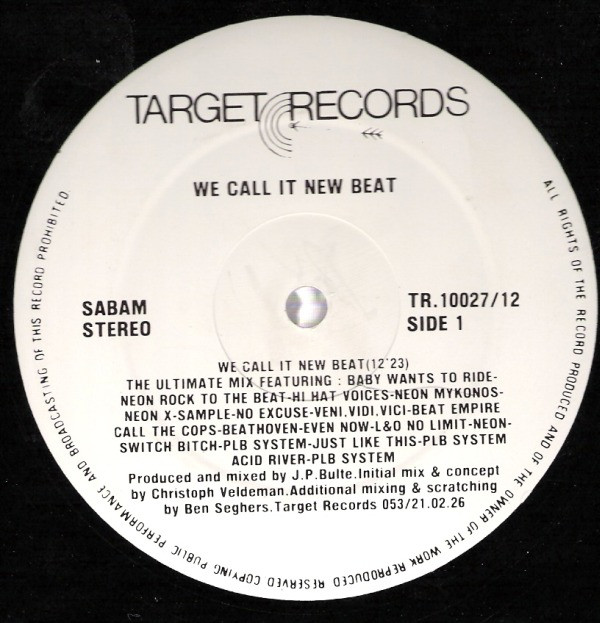 TARGET RECORDS
WE CALL IT NEW BEAT
SABAM
STEREO
TR.10027/12
SIDE 1
WE CALL IT NEW BEAT(12'23)
THE ULTIMATE MIX FEATURING : BABY WANTS TO RIDE-
NEON ROCK TO THE BEAT-HI HAT VOICES-NEON MYKONOS-
NEON X-SAMPLE-NO EXCUSE-VENI.VIDI.VICI-BEAT EMPIRE
CALL THE COPS-BEATHOVEN-EVEN NOW-L&O NO LIMIT-NEON-
SWITCH BITCH-PLB SYSTEM-JUST LIKE THIS-PLB SYSTEM
ACID RIVER-PLB SYSTEM
Produced and mixed by J.P.Bulte.Initial mix & concept
by Christoph Veldeman.Additional mixing & scratching
by Ben Seghers.Target Records 053/21.02.26
ALL RIGHTS OF THE RECORD PRODUCED AND OF THE OWNER OF THE WORK REPRODUCED RESERVED COPYING PUBLIC PERFORMANCE AND BROADCASTING OF THIS RECORD PROHIBITED.